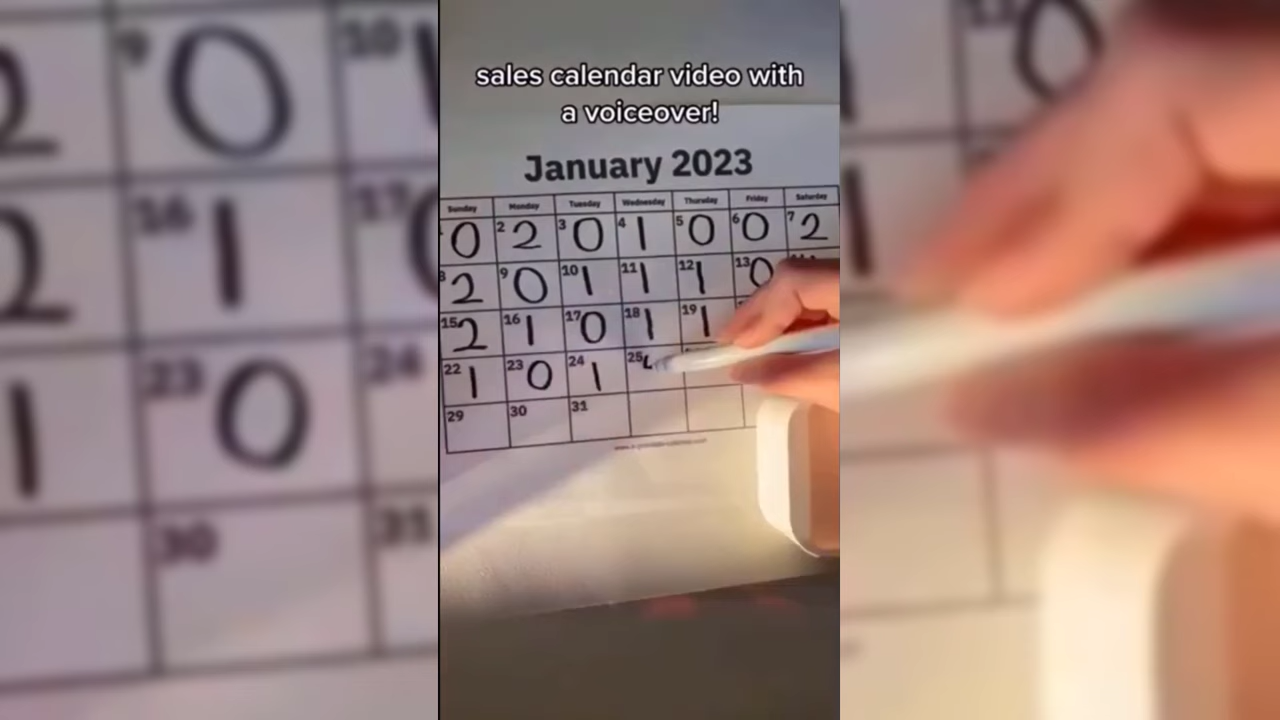 sales calendar video with
a voiceover!
January 2023
Sunday Monday Tuesday Wednesday Thursday Friday Saturday
0 2 2 3 0 4 1 5 0 6 0 7 2
8 2 9 0 10 1 11 1 12 1 13 0
15 2 16 1 17 0 18 1 19 1
22 1 23 0 24 1 25
29 30 31